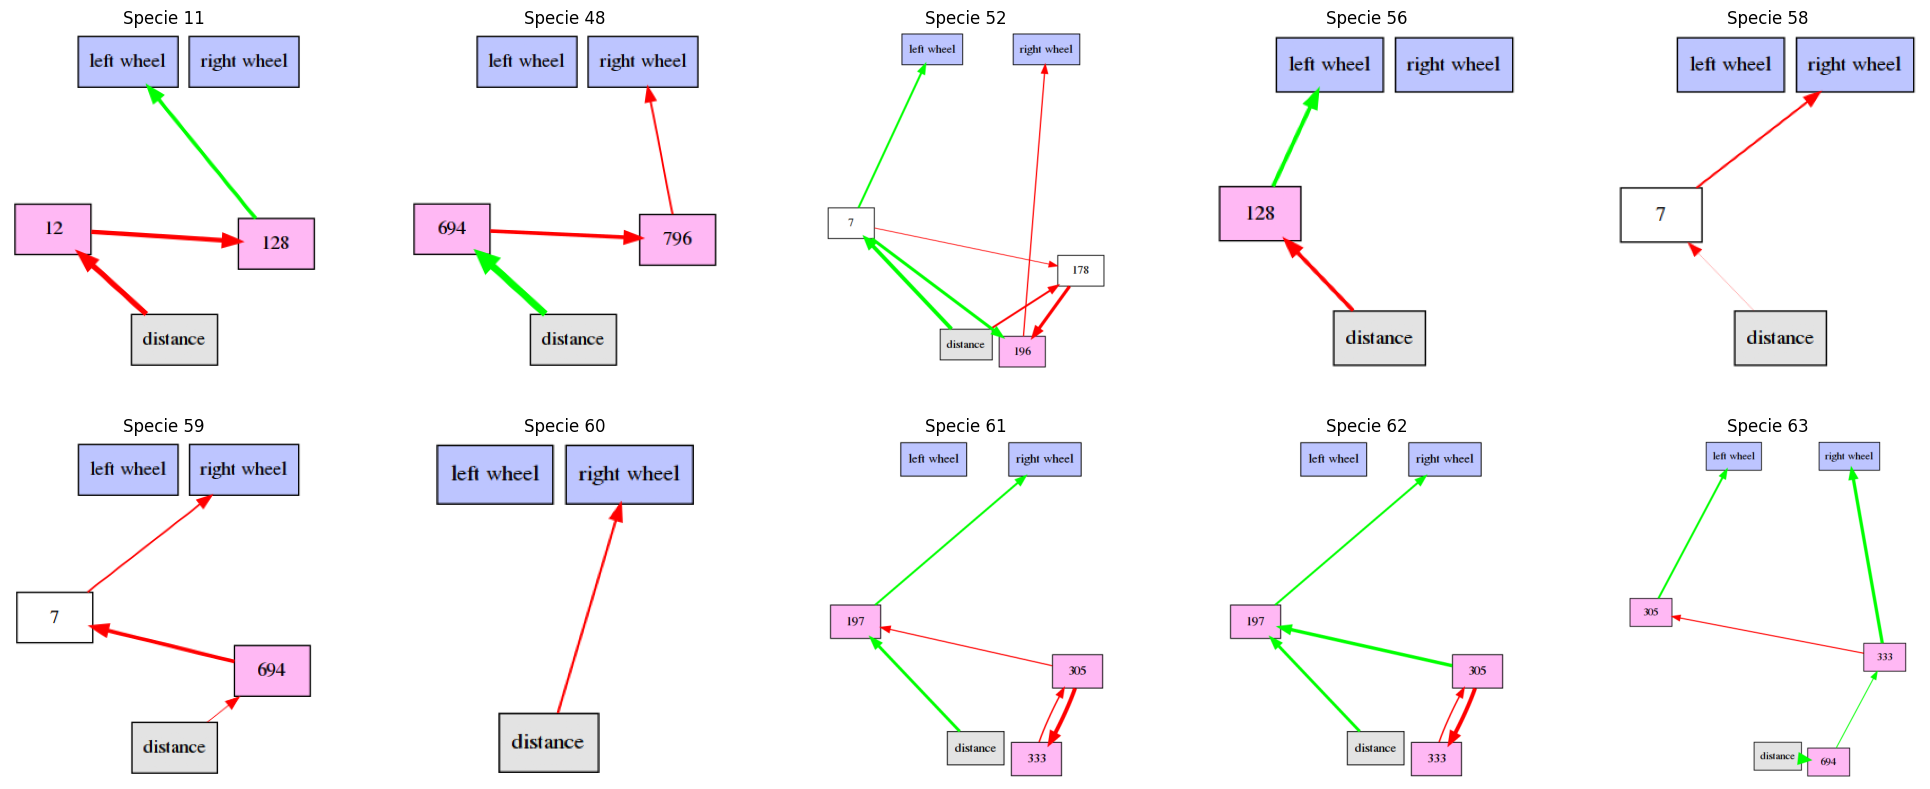 Specie 11
left wheel
right wheel
12
128
distance
Specie 48
left wheel
right wheel
694
796
distance
Specie 52
left wheel
right wheel
7
178
distance
196
Specie 56
left wheel
right wheel
128
distance
Specie 58
left wheel
right wheel
7
distance
Specie 59
left wheel
right wheel
7
694
distance
Specie 60
left wheel
right wheel
distance
Specie 61
left wheel
right wheel
197
305
distance
333
Specie 62
left wheel
right wheel
197
305
distance
333
Specie 63
left wheel
right wheel
305
333
distance
694